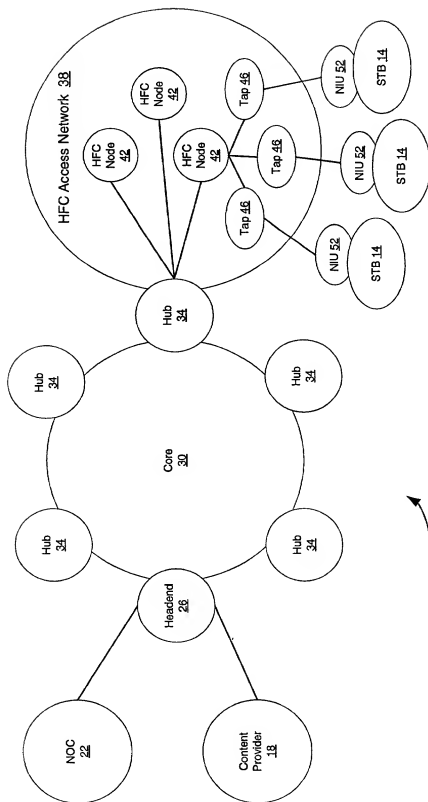 NOC
22
Content
Provider
18
Headend
26
Hub
34
Hub
34
Core
30
Hub
34
Hub
34
Hub
34
HFC Access Network 38
HFC
Node
42
HFC
Node
42
HFC
Node
42
Tap 46
Tap 46
Tap 46
NIU 52
STB 14
NIU 52
STB 14
NIU 52
STB 14